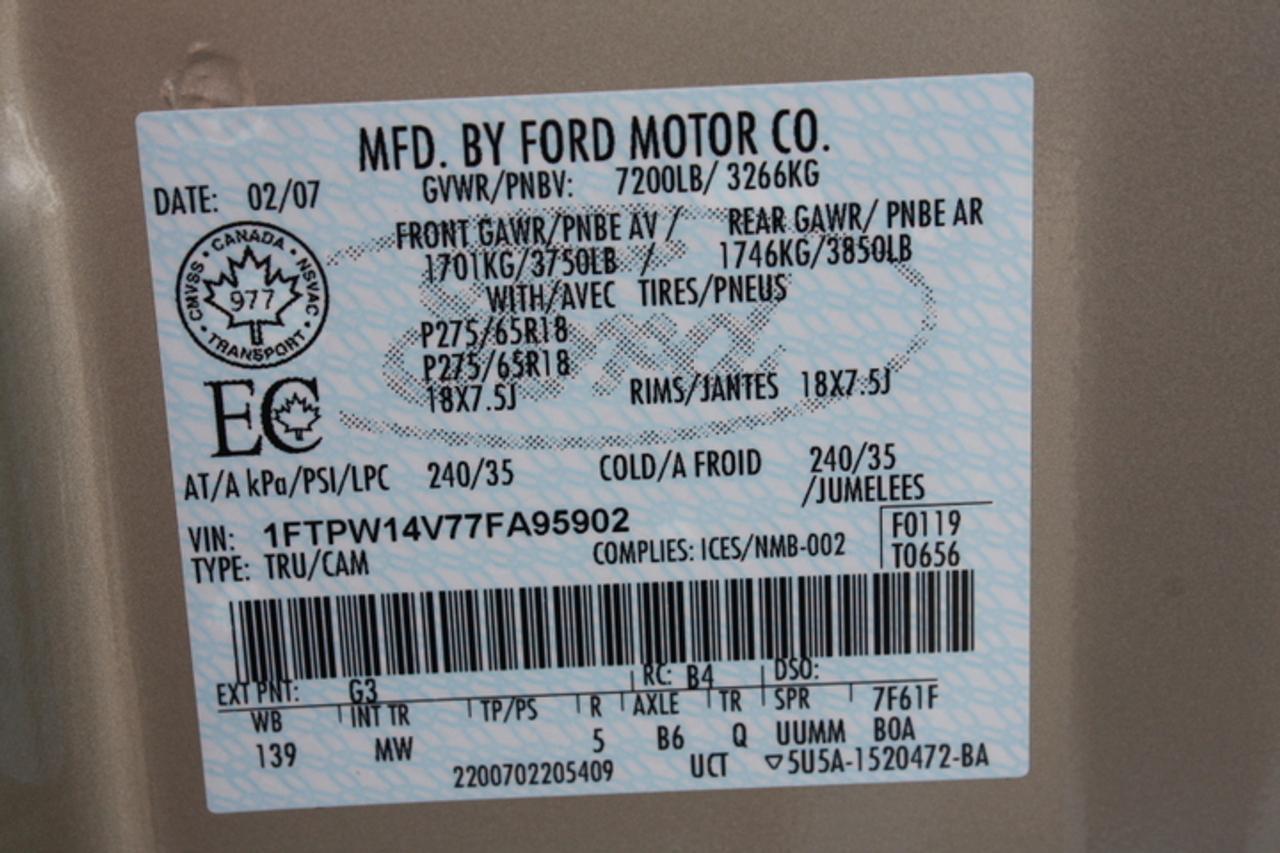 MFD. BY FORD MOTOR CO.
DATE: 02/07 GVWR/PNBV: 7200LB/ 3266KG
FRONT GAWR/PNBE AV / REAR GAWR/ PNBE AR
1701KG/3750LB / 1746KG/3850LB
WITH/AVEC TIRES/PNEUS
P275/65R18
P275/65R18
18X7.5J RIMS/JANTES 18X7.5J
CANADA
CMVSS
NSVAC
977
TRANSPORT
EC
Ford
AT/A kPa/PSI/LPC 240/35 COLD/A FROID 240/35
/JUMELEES
VIN: 1FTPW14V77FA95902 F0119
TYPE: TRU/CAM COMPLIES: ICES/NMB-002 T0656
EXT PNT: G3 RC: B4 DSO:
WB INT TR TP/PS R AXLE TR SPR 7F61F
139 MW 5 B6 Q UUMM BOA
2200702205409 UCT ▽5U5A-1520472-BA